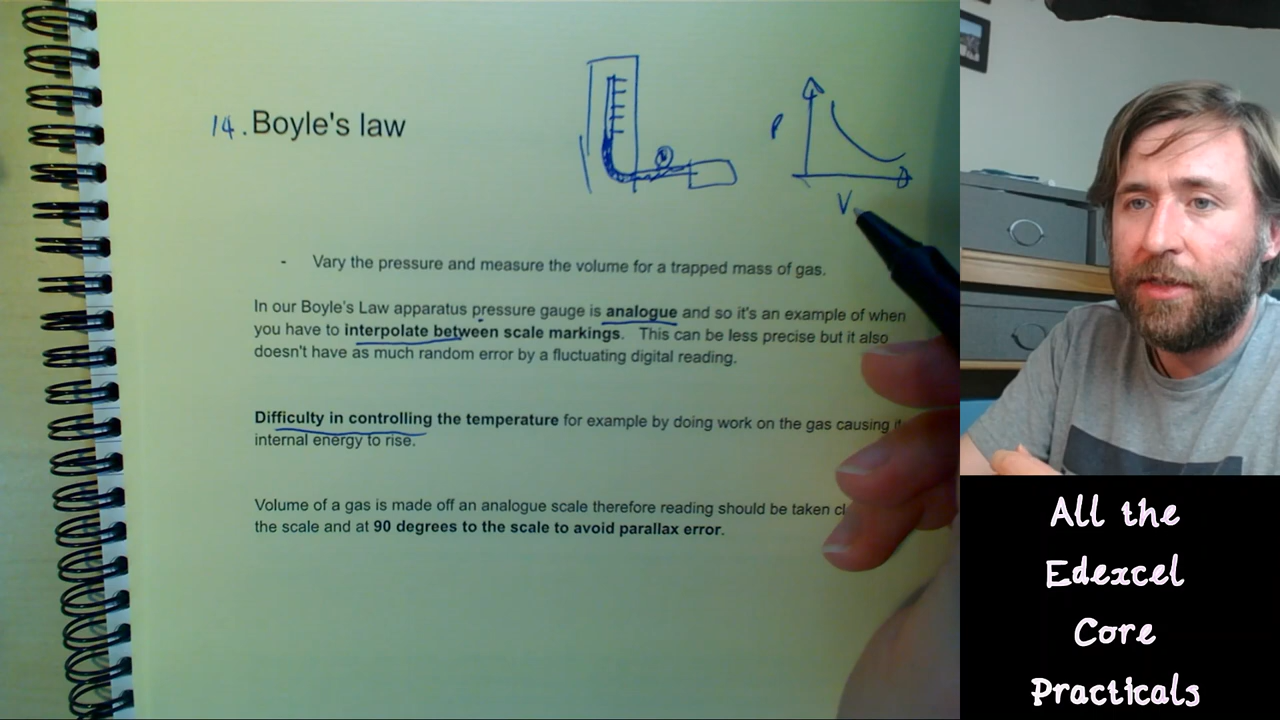 14. Boyle's law
P
V
- Vary the pressure and measure the volume for a trapped mass of gas.
In our Boyle's Law apparatus pressure gauge is analogue and so it's an example of when
you have to interpolate between scale markings. This can be less precise but it also
doesn't have as much random error by a fluctuating digital reading.
Difficulty in controlling the temperature for example by doing work on the gas causing
internal energy to rise.
Volume of a gas is made off an analogue scale therefore reading should be taken
the scale and at 90 degrees to the scale to avoid parallax error.
All the
Edexcel
Core
Practicals